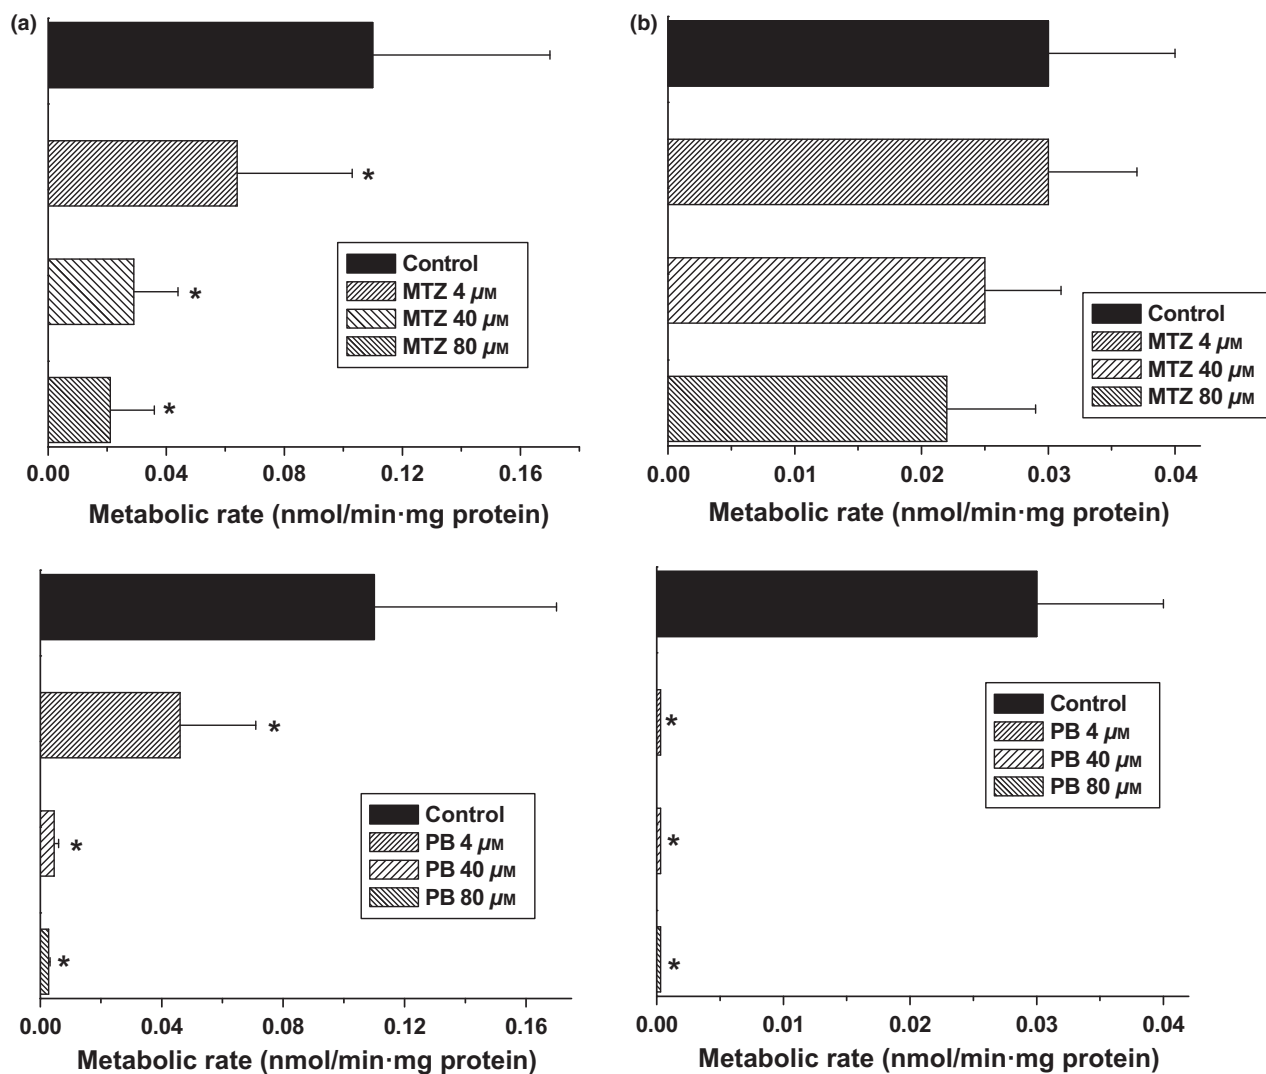 (a)
*
*
*
Control
MTZ 4 µM
MTZ 40 µM
MTZ 80 µM
0.00 0.04 0.08 0.12 0.16
Metabolic rate (nmol/min·mg protein)
(b)
Control
MTZ 4 µM
MTZ 40 µM
MTZ 80 µM
0.00 0.01 0.02 0.03 0.04
Metabolic rate (nmol/min·mg protein)
*
*
*
Control
PB 4 µM
PB 40 µM
PB 80 µM
0.00 0.04 0.08 0.12 0.16
Metabolic rate (nmol/min·mg protein)
*
*
*
Control
PB 4 µM
PB 40 µM
PB 80 µM
0.00 0.01 0.02 0.03 0.04
Metabolic rate (nmol/min·mg protein)